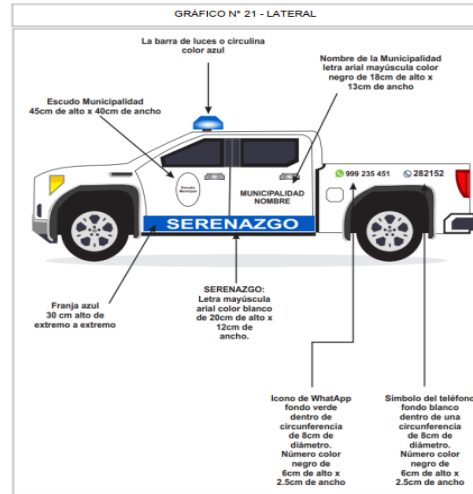 GRÁFICO N° 21 - LATERAL
La barra de luces o circulina
color azul
Nombre de la Municipalidad
letra arial mayúscula color
negro de 18cm de alto x
13cm de ancho
Escudo Municipalidad
45cm de alto x 40cm de ancho
Escudo
Municipal
MUNICIPALIDAD
NOMBRE
999 235 451
282152
SERENAZGO
Franja azul
30 cm alto de
extremo a extremo
SERENAZGO:
Letra mayúscula
arial color blanco
de 20cm de alto x
12cm de
ancho.
Icono de WhatApp
fondo verde
dentro de
circunferencia
de 8cm de
diámetro.
Número color
negro de
6cm de alto x
2.5cm de ancho
Símbolo del teléfono
fondo blanco
dentro de una
circunferencia
de 8cm de
diámetro.
Número color
negro de
6cm de alto x
2.5cm de ancho